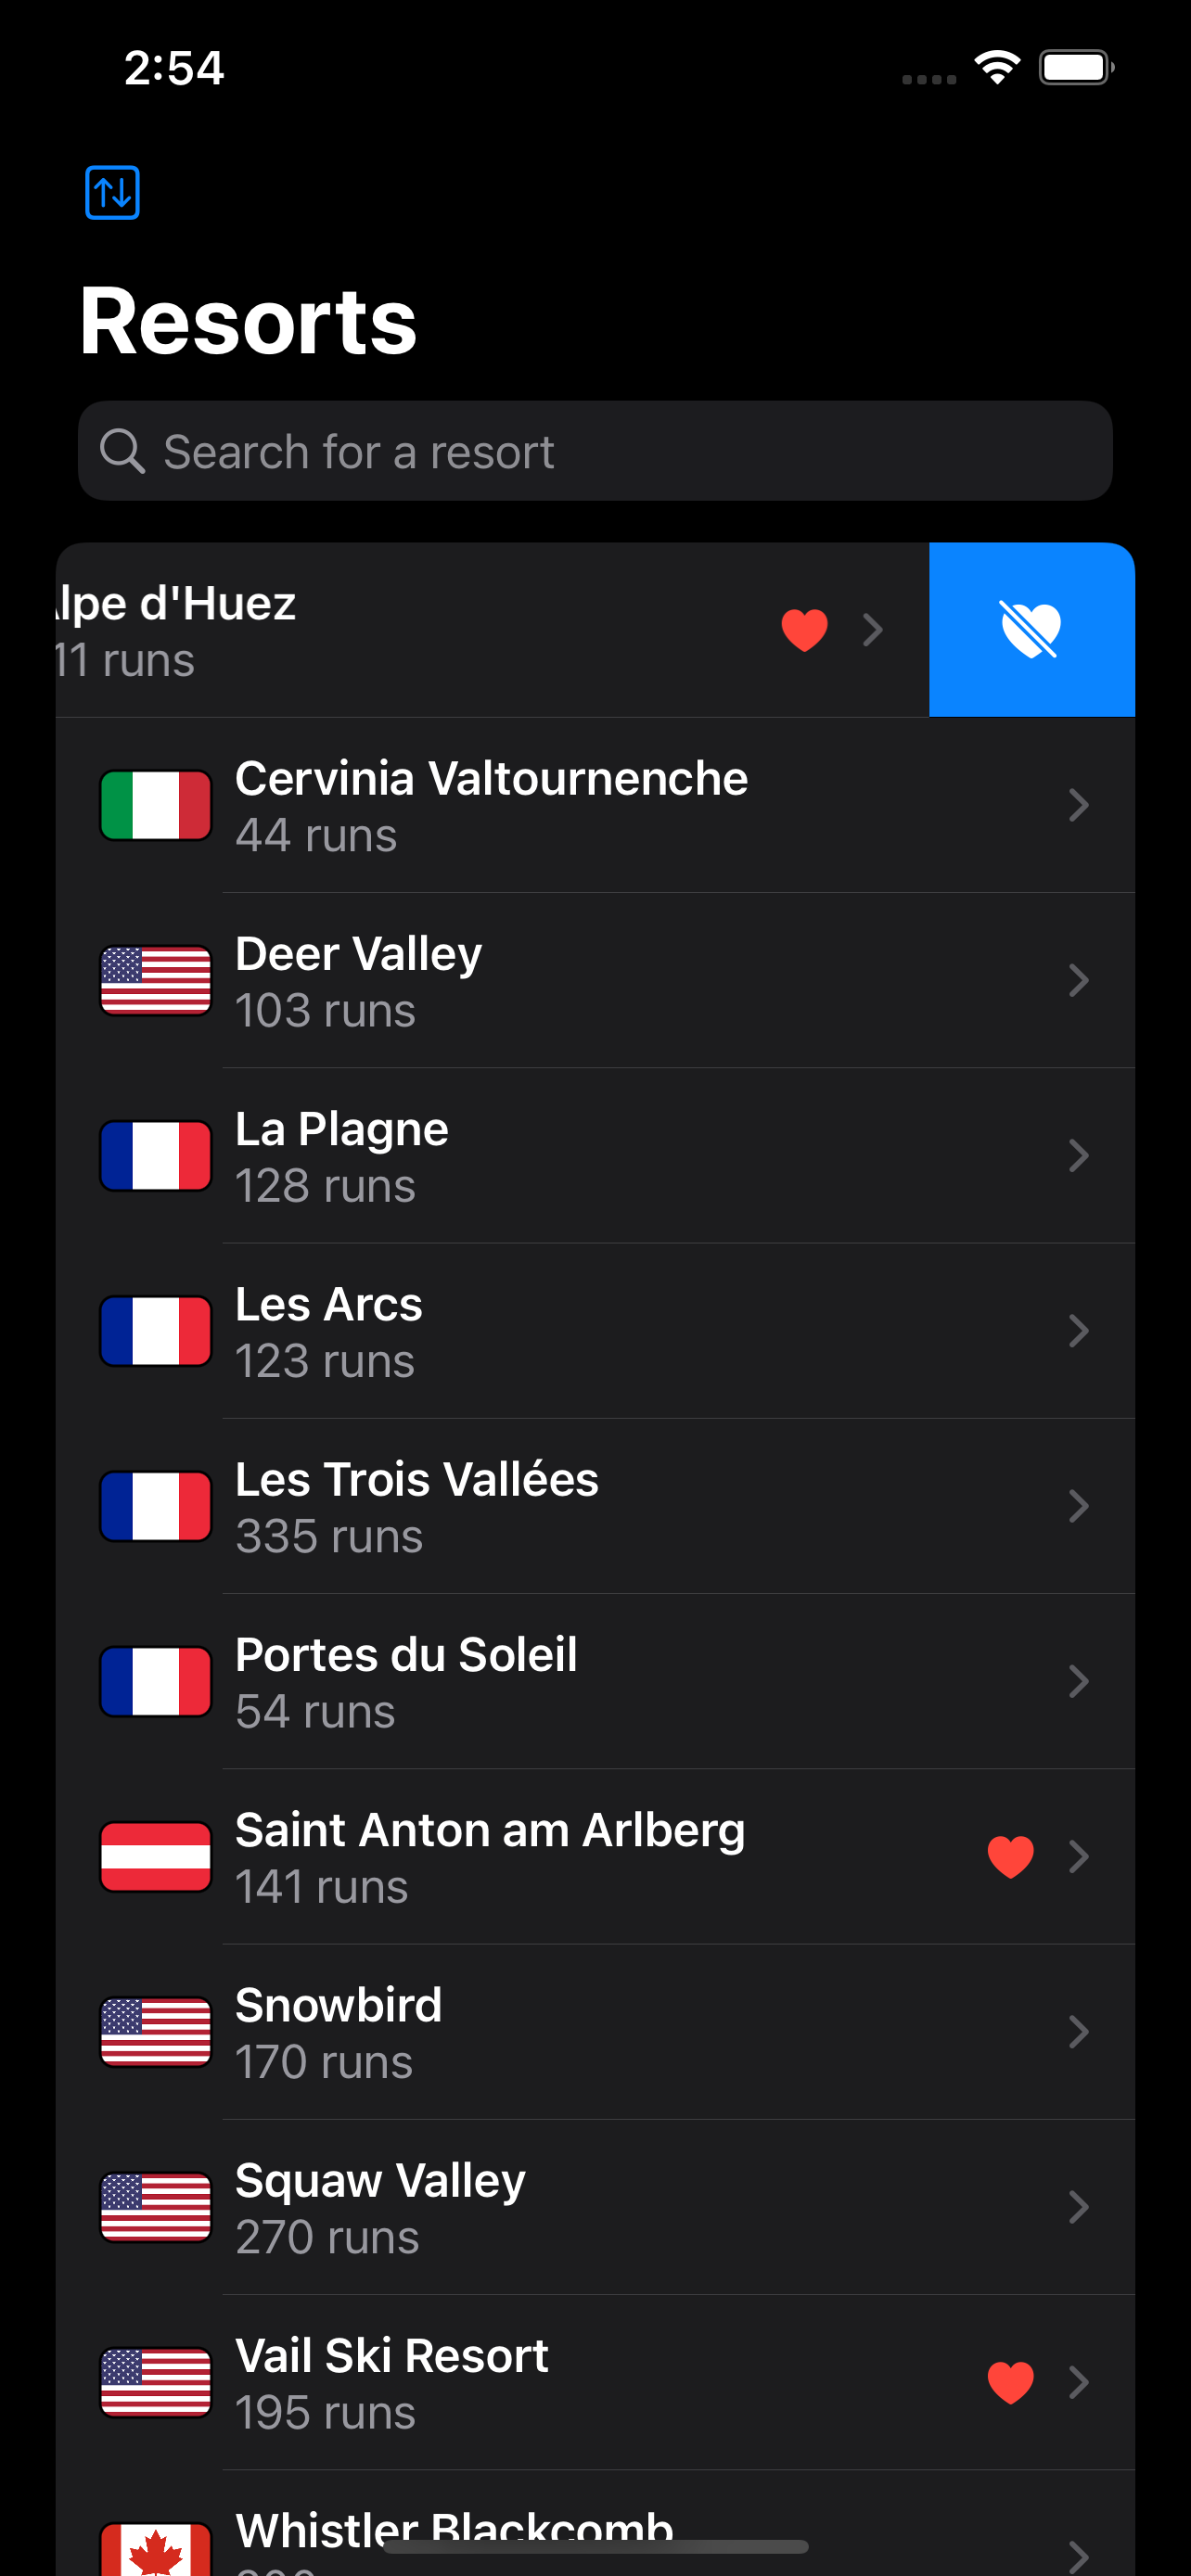 2:54
Resorts
Search for a resort
Alpe d'Huez
11 runs
Cervinia Valtournenche
44 runs
Deer Valley
103 runs
La Plagne
128 runs
Les Arcs
123 runs
Les Trois Vallées
335 runs
Portes du Soleil
54 runs
Saint Anton am Arlberg
141 runs
Snowbird
170 runs
Squaw Valley
270 runs
Vail Ski Resort
195 runs
Whistler Blackcomb